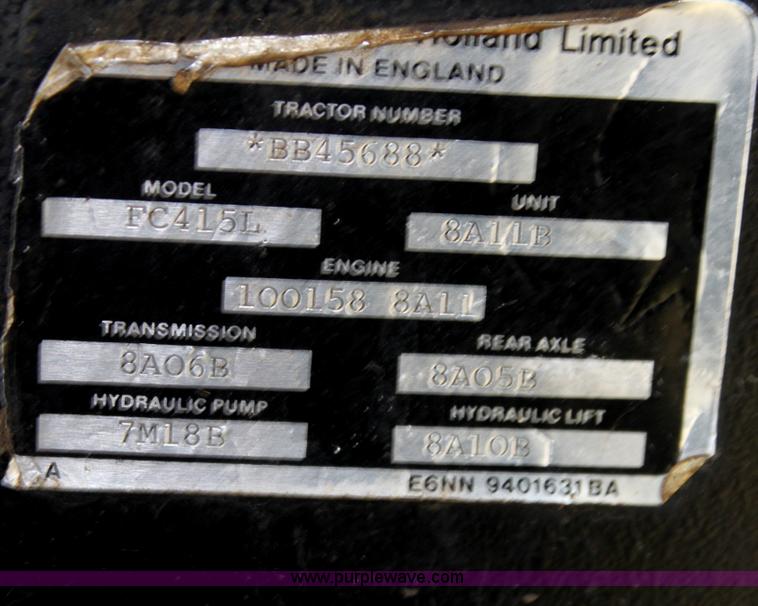 Holland Limited
MADE IN ENGLAND
TRACTOR NUMBER
*BB45688*
MODEL UNIT
FC415L 8A11B
ENGINE
100158 8A11
TRANSMISSION REAR AXLE
8A06B 8A05B
HYDRAULIC PUMP HYDRAULIC LIFT
7M18B 8A10B
A E6NN 9401631BA
www.purplewave.com